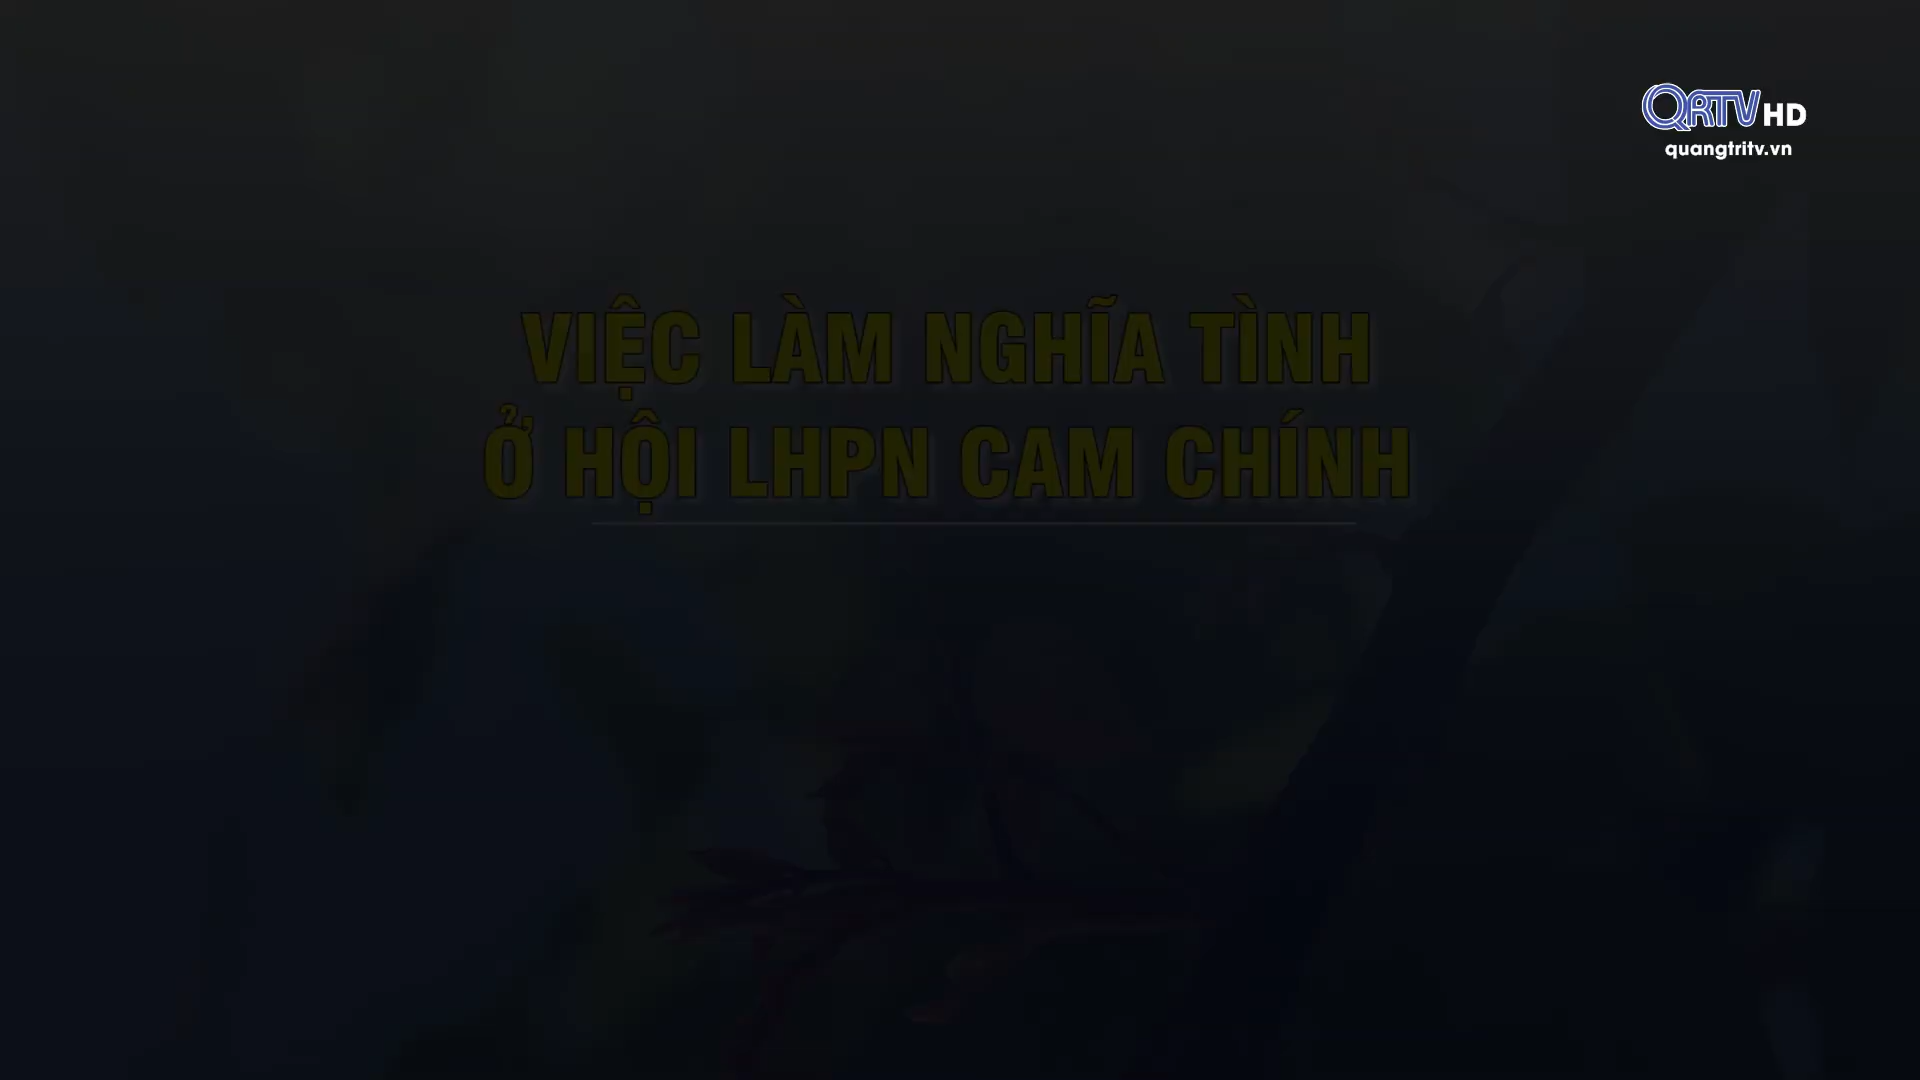 QRTV HD
quangtritv.vn
VIỆC LÀM NGHĨA TÌNH
Ở HỘI LHPN CAM CHÍNH